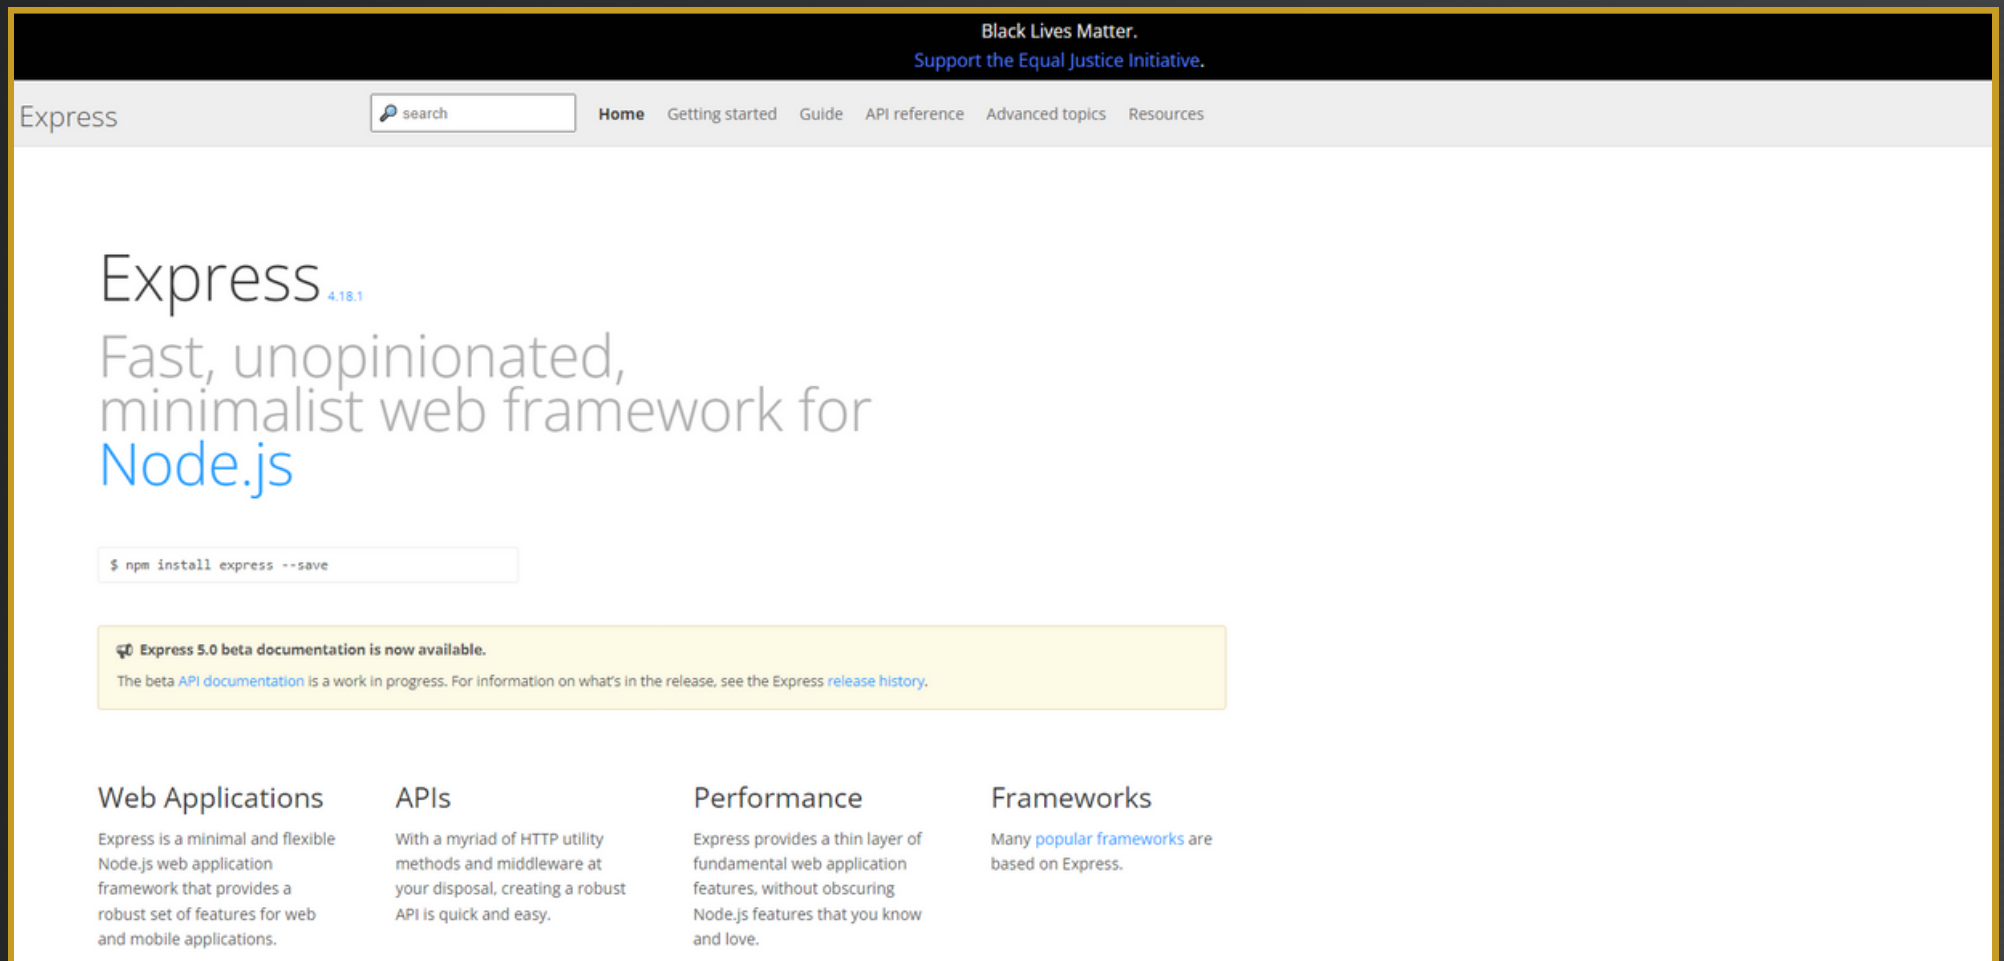 Black Lives Matter.
Support the Equal Justice Initiative.
Express
search
Home Getting started Guide API reference Advanced topics Resources
Express 4.18.1
Fast, unopinionated,
minimalist web framework for
Node.js
$ npm install express --save
Express 5.0 beta documentation is now available.
The beta API documentation is a work in progress. For information on what's in the release, see the Express release history.
Web Applications
Express is a minimal and flexible
Node.js web application
framework that provides a
robust set of features for web
and mobile applications.
APIs
With a myriad of HTTP utility
methods and middleware at
your disposal, creating a robust
API is quick and easy.
Performance
Express provides a thin layer of
fundamental web application
features, without obscuring
Node.js features that you know
and love.
Frameworks
Many popular frameworks are
based on Express.